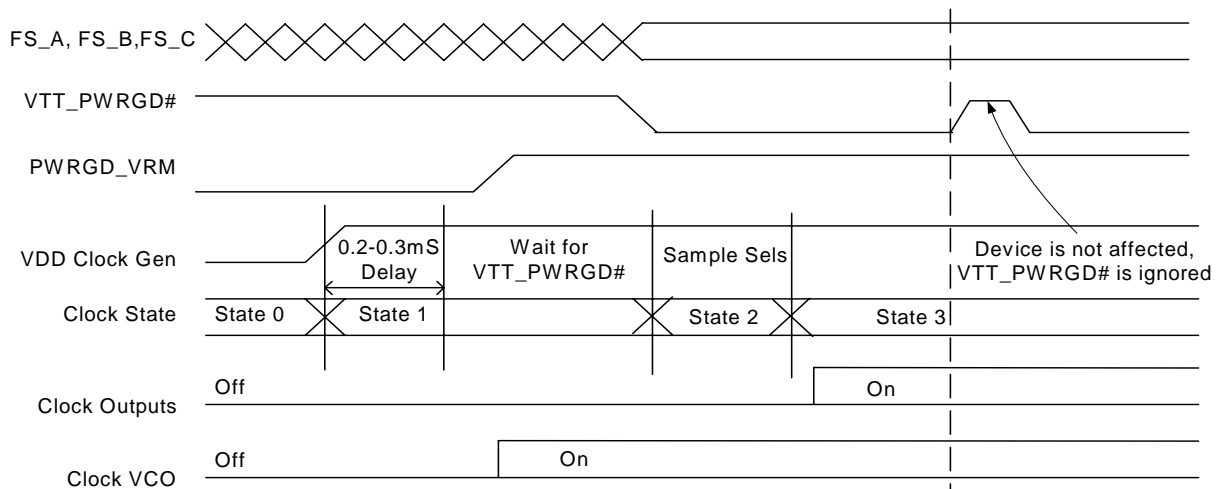 FS_A, FS_B,FS_C
VTT_PWRGD#
PWRGD_VRM
VDD Clock Gen
0.2-0.3mS
Delay
Wait for
VTT_PWRGD#
Sample Sels
Device is not affected,
VTT_PWRGD# is ignored
Clock State
State 0
State 1
State 2
State 3
Clock Outputs
Off
On
Clock VCO
Off
On